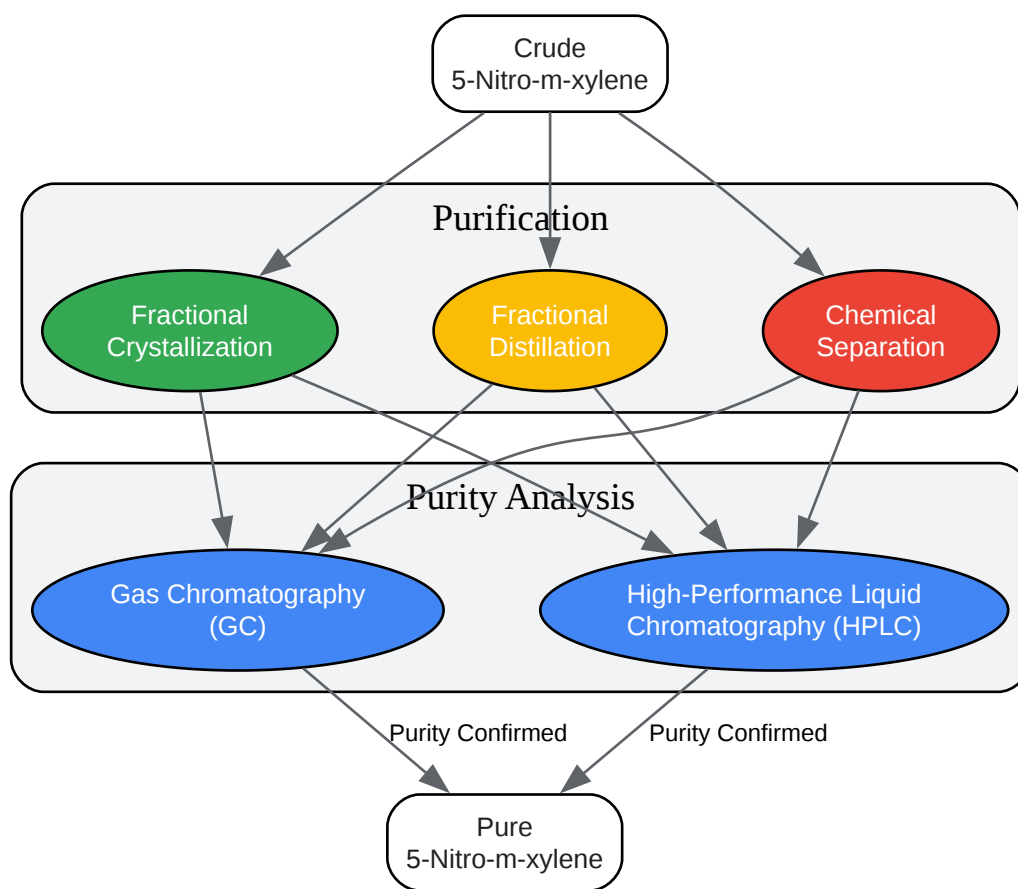 Crude
5-Nitro-m-xylene
Purification
Fractional
Crystallization
Fractional
Distillation
Chemical
Separation
Purity Analysis
Gas Chromatography
(GC)
High-Performance Liquid
Chromatography (HPLC)
Purity Confirmed
Purity Confirmed
Pure
5-Nitro-m-xylene